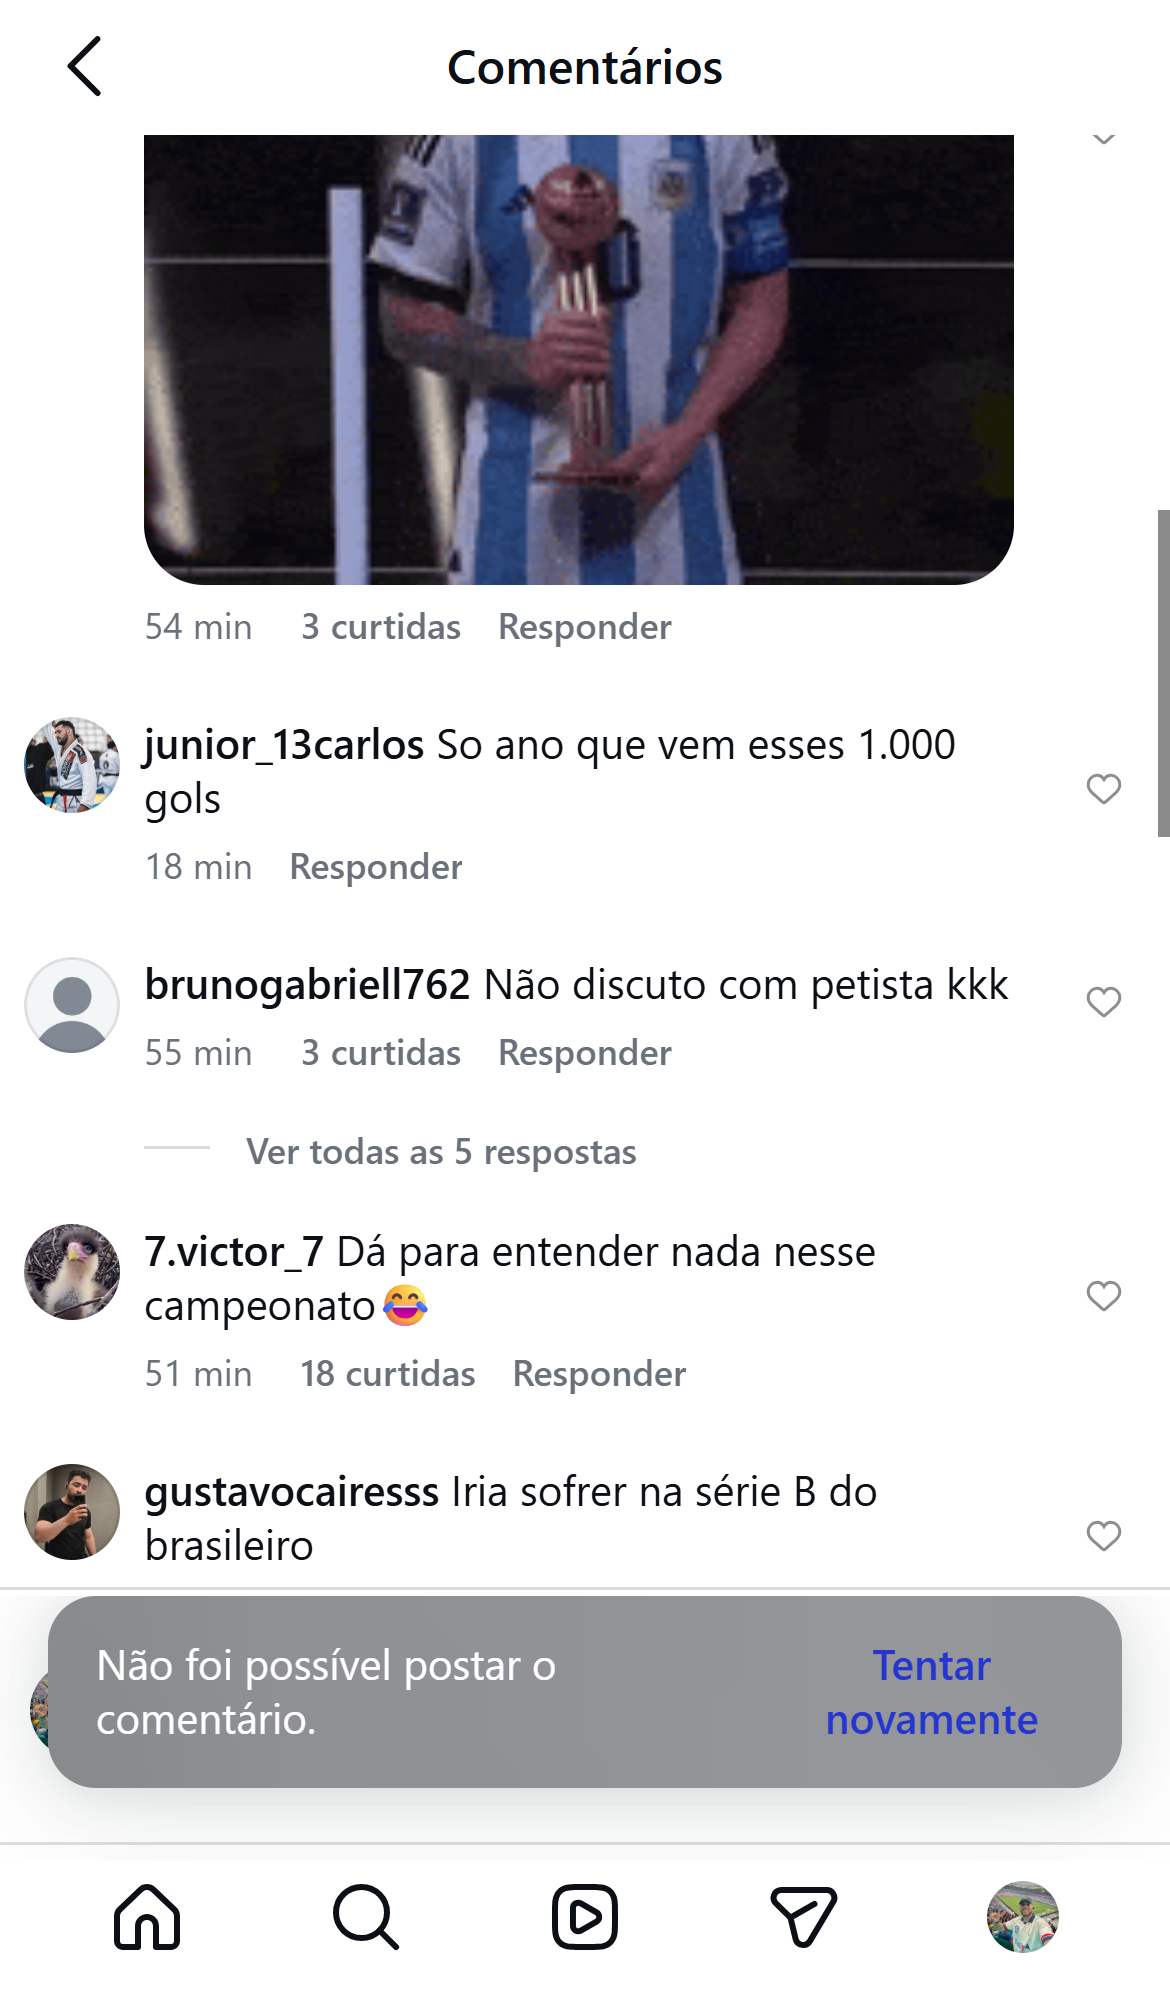 Comentários
54 min 3 curtidas Responder
junior_13carlos So ano que vem esses 1.000
gols
18 min Responder
brunogabriell762 Não discuto com petista kkk
55 min 3 curtidas Responder
Ver todas as 5 respostas
7.victor_7 Dá para entender nada nesse
campeonato😂
51 min 18 curtidas Responder
gustavocairesss Iria sofrer na série B do
brasileiro
Não foi possível postar o
comentário.
Tentar
novamente